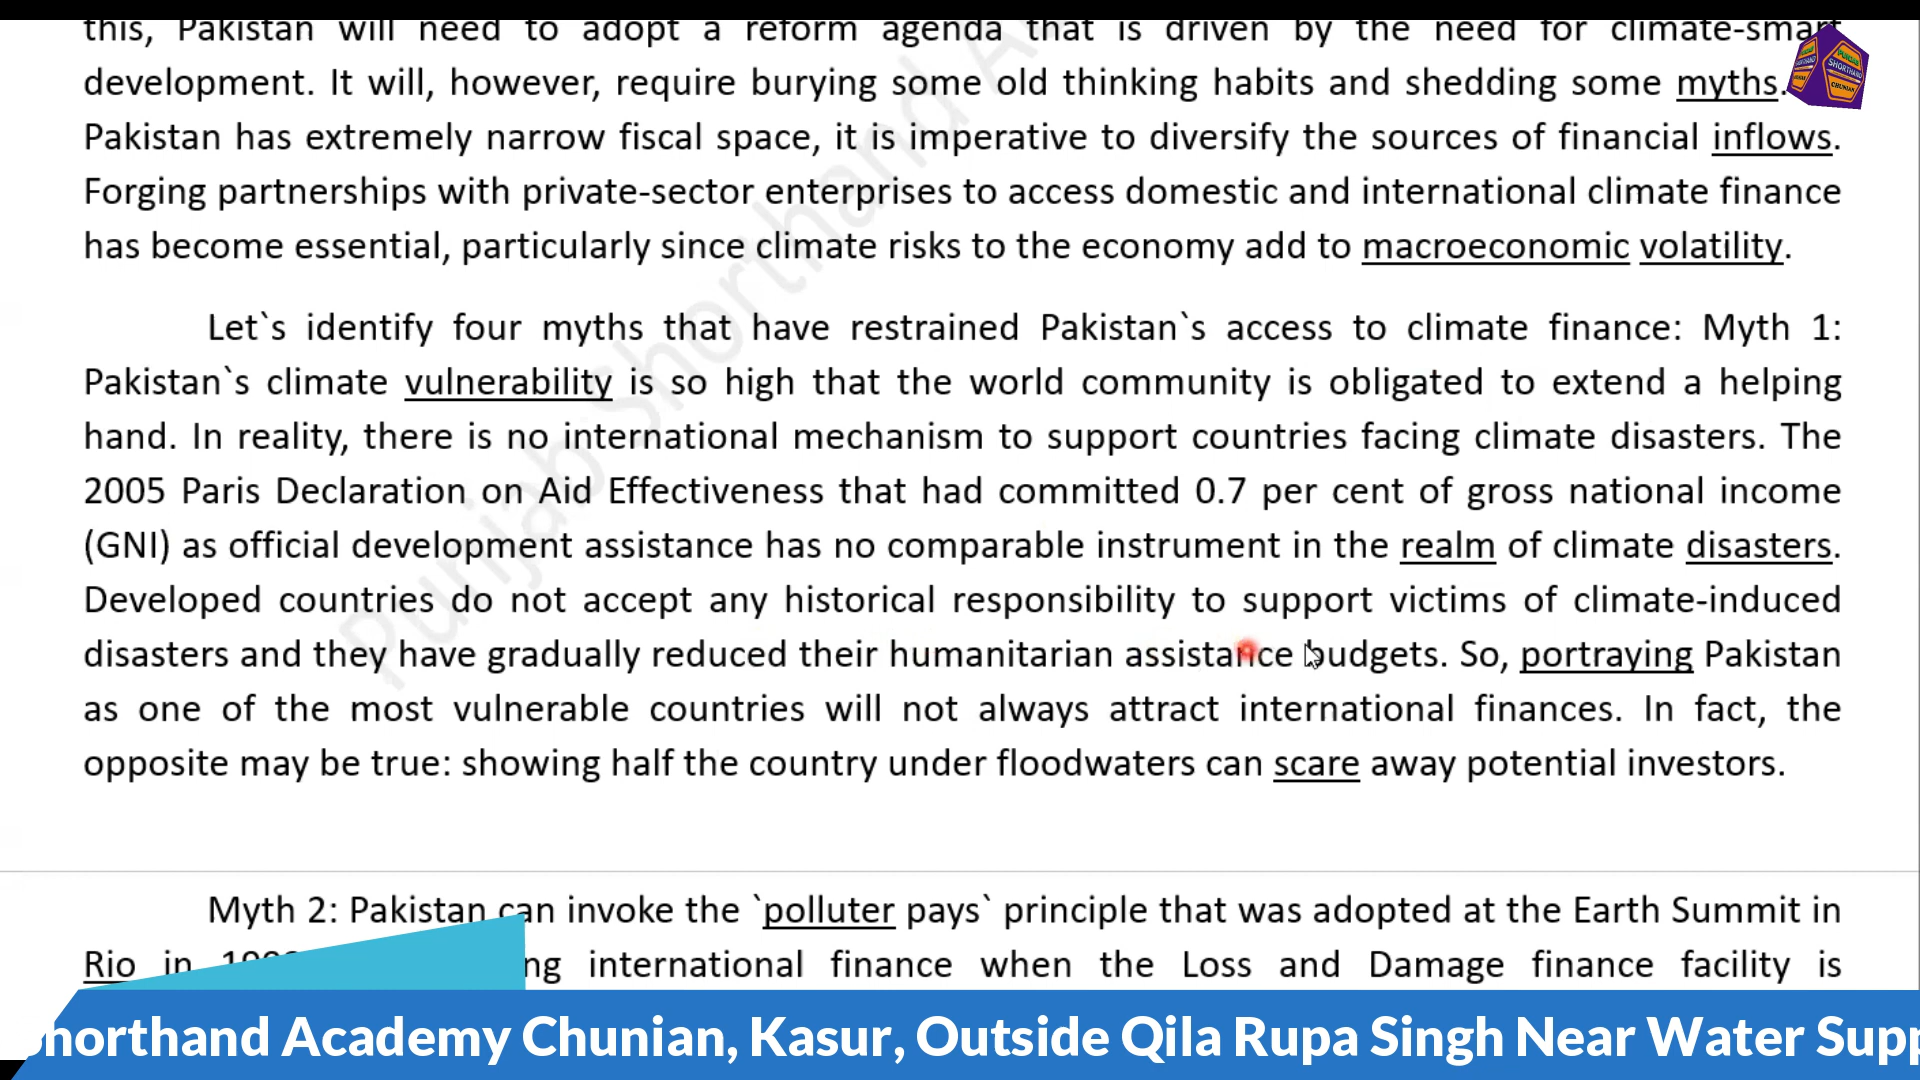 this, Pakistan will need to adopt a reform agenda that is driven by the need for climate-smart
development. It will, however, require burying some old thinking habits and shedding some myths.
Pakistan has extremely narrow fiscal space, it is imperative to diversify the sources of financial inflows.
Forging partnerships with private-sector enterprises to access domestic and international climate finance
has become essential, particularly since climate risks to the economy add to macroeconomic volatility.
Let`s identify four myths that have restrained Pakistan`s access to climate finance: Myth 1:
Pakistan`s climate vulnerability is so high that the world community is obligated to extend a helping
hand. In reality, there is no international mechanism to support countries facing climate disasters. The
2005 Paris Declaration on Aid Effectiveness that had committed 0.7 per cent of gross national income
(GNI) as official development assistance has no comparable instrument in the realm of climate disasters.
Developed countries do not accept any historical responsibility to support victims of climate-induced
disasters and they have gradually reduced their humanitarian assistance budgets. So, portraying Pakistan
as one of the most vulnerable countries will not always attract international finances. In fact, the
opposite may be true: showing half the country under floodwaters can scare away potential investors.
Myth 2: Pakistan can invoke the `polluter pays` principle that was adopted at the Earth Summit in
Rio in international finance when the Loss and Damage finance facility is
Shorthand Academy Chunian, Kasur, Outside Qila Rupa Singh Near Water Supp
Punjab Shorthand A
SHORTHAND
CHUNIAN